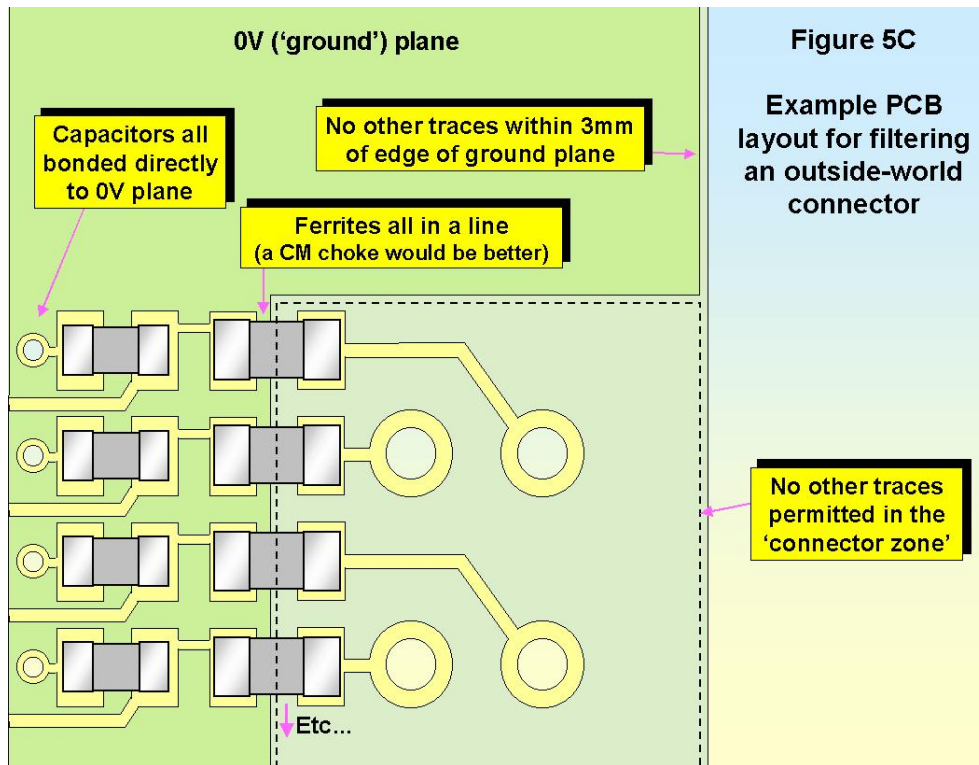 0V (‘ground’) plane
Figure 5C
Example PCB
layout for filtering
an outside-world
connector
Capacitors all
bonded directly
to 0V plane
No other traces within 3mm
of edge of ground plane
Ferrites all in a line
(a CM choke would be better)
No other traces
permitted in the
‘connector zone’
Etc...